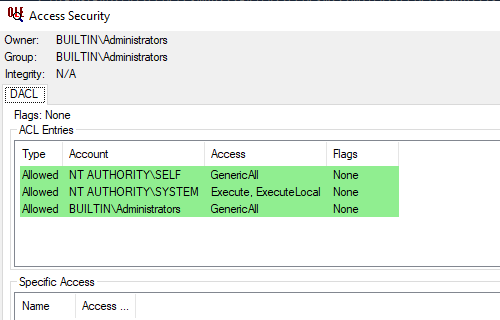 Access Security
Owner: BUILTIN\Administrators
Group: BUILTIN\Administrators
Integrity: N/A
DACL
Flags: None
ACL Entries
Type Account Access Flags
Allowed NT AUTHORITY\SELF GenericAll None
Allowed NT AUTHORITY\SYSTEM Execute, ExecuteLocal None
Allowed BUILTIN\Administrators GenericAll None
Specific Access
Name Access ...